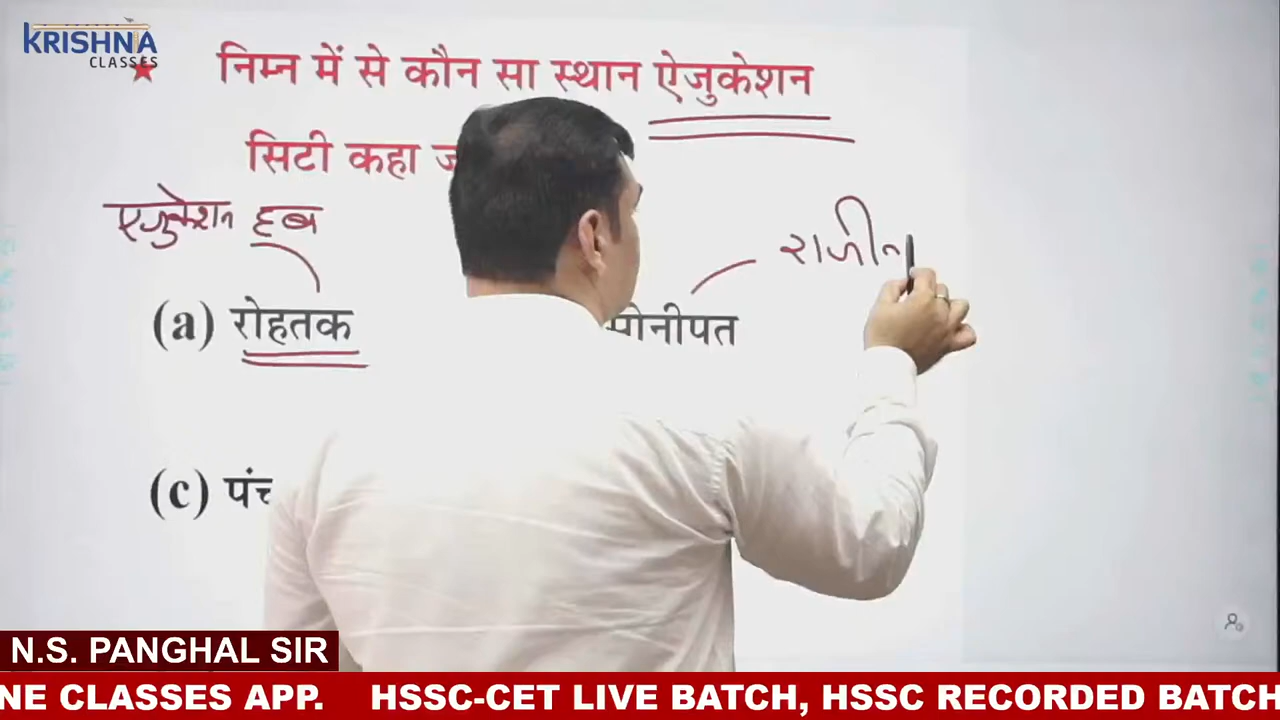 KRISHNA
CLASSES
निम्न में से कौन सा स्थान ऐजुकेशन
सिटी कहा
एजुकेशन हब
राजीव
(a) रोहतक
सोनीपत
(c)
N.S. PANGHAL SIR
NE CLASSES APP. HSSC-CET LIVE BATCH, HSSC RECORDED BATCH